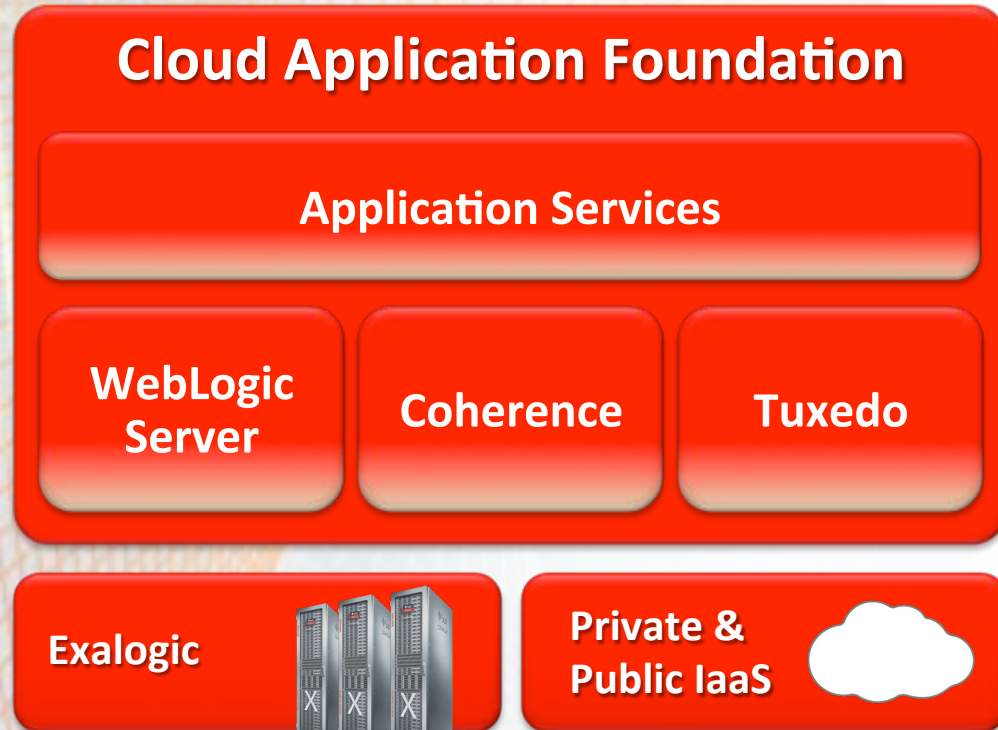 Cloud Application Foundation
Application Services
WebLogic
Server
Coherence
Tuxedo
Exalogic
X X X
Private &
Public IaaS